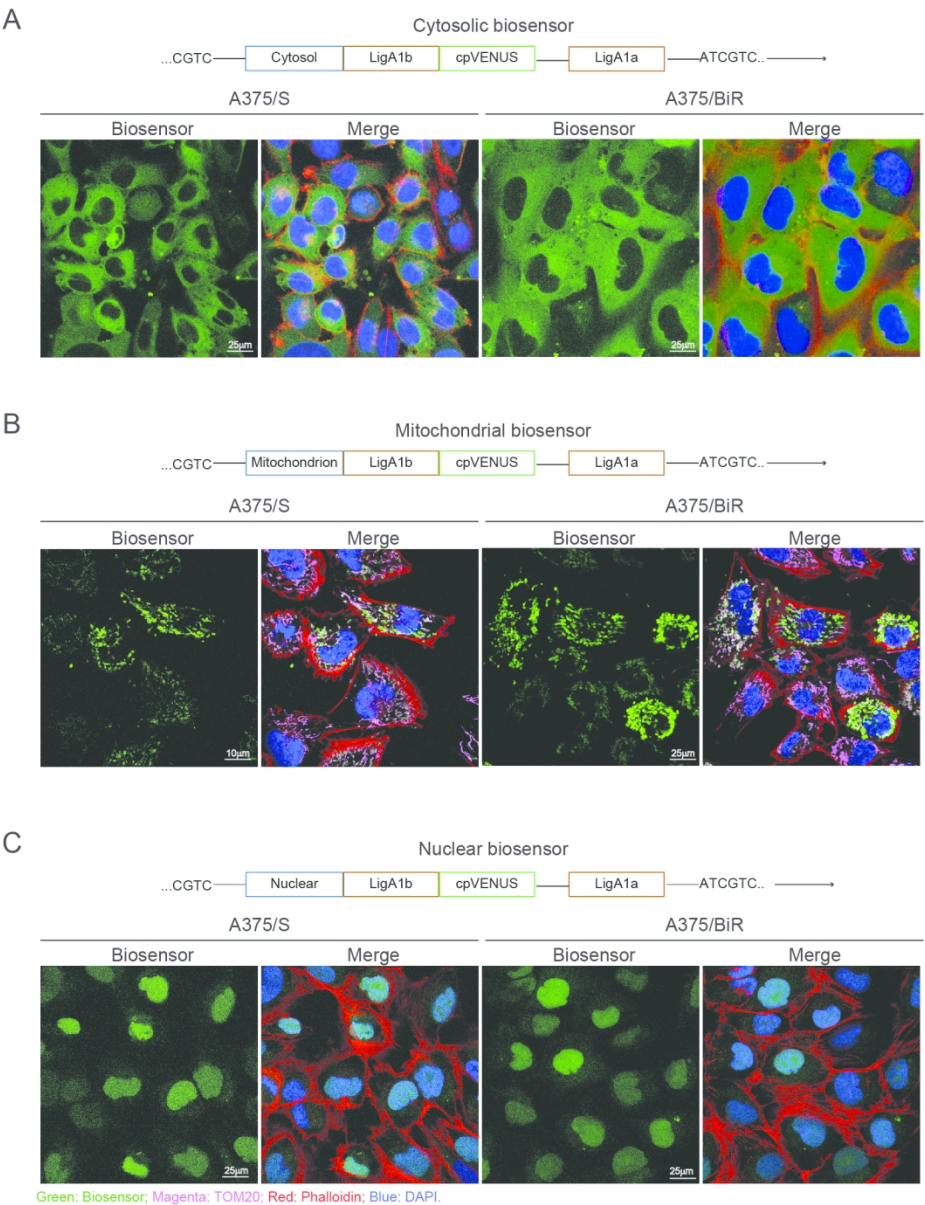 A
Cytosolic biosensor
...CGTC Cytosol LigA1b cpVENUS LigA1a ATCGTC..
A375/S A375/BiR
Biosensor Merge Biosensor Merge
25µm 25µm
B
Mitochondrial biosensor
...CGTC Mitochondrion LigA1b cpVENUS LigA1a ATCGTC..
A375/S A375/BiR
Biosensor Merge Biosensor Merge
10µm 25µm
C
Nuclear biosensor
...CGTC Nuclear LigA1b cpVENUS LigA1a ATCGTC..
A375/S A375/BiR
Biosensor Merge Biosensor Merge
25µm 25µm
Green: Biosensor; Magenta: TOM20; Red: Phalloidin; Blue: DAPI.